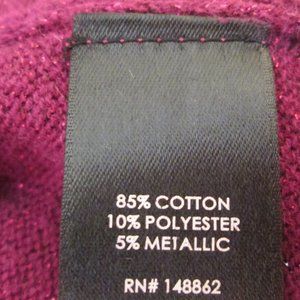 85% COTTON
10% POLYESTER
5% METALLIC
RN# 148862